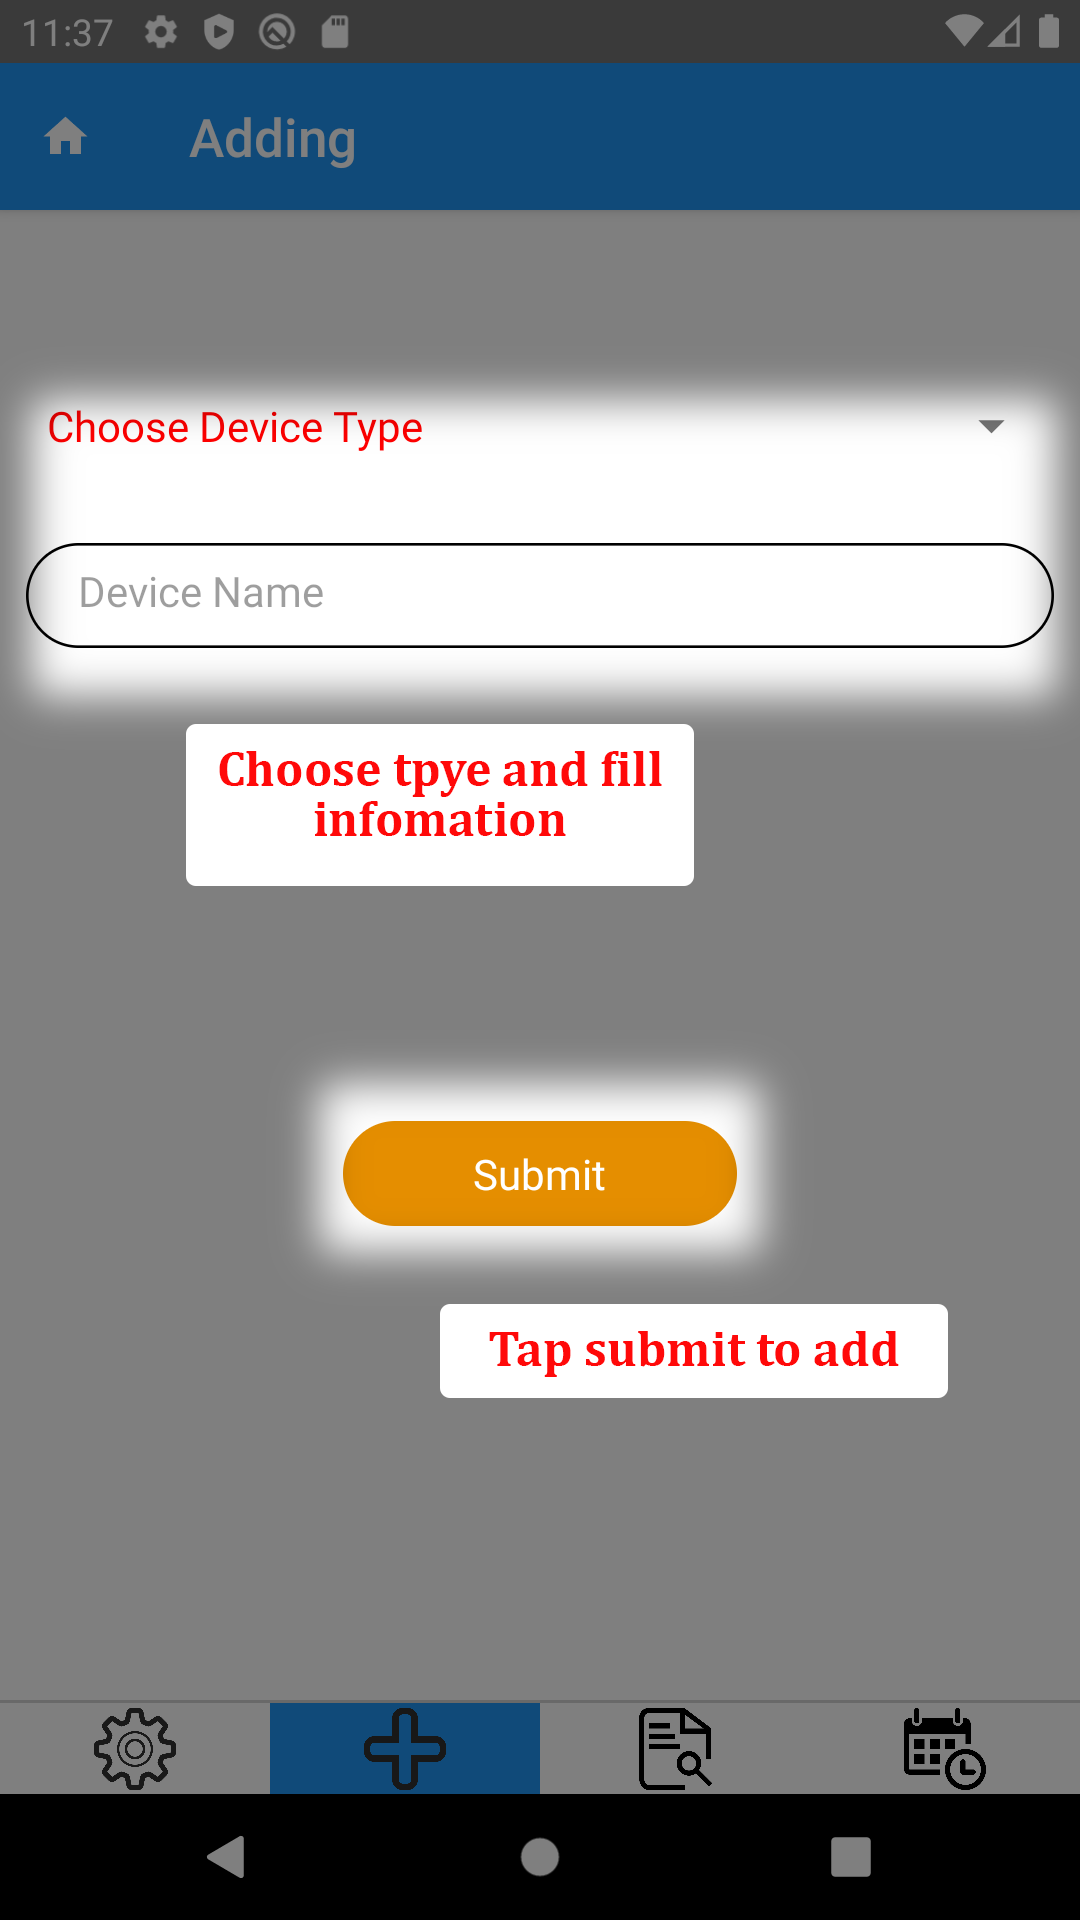 11:37
Adding
Choose Device Type
Device Name
Choose tpye and fill
infomation
Submit
Tap submit to add